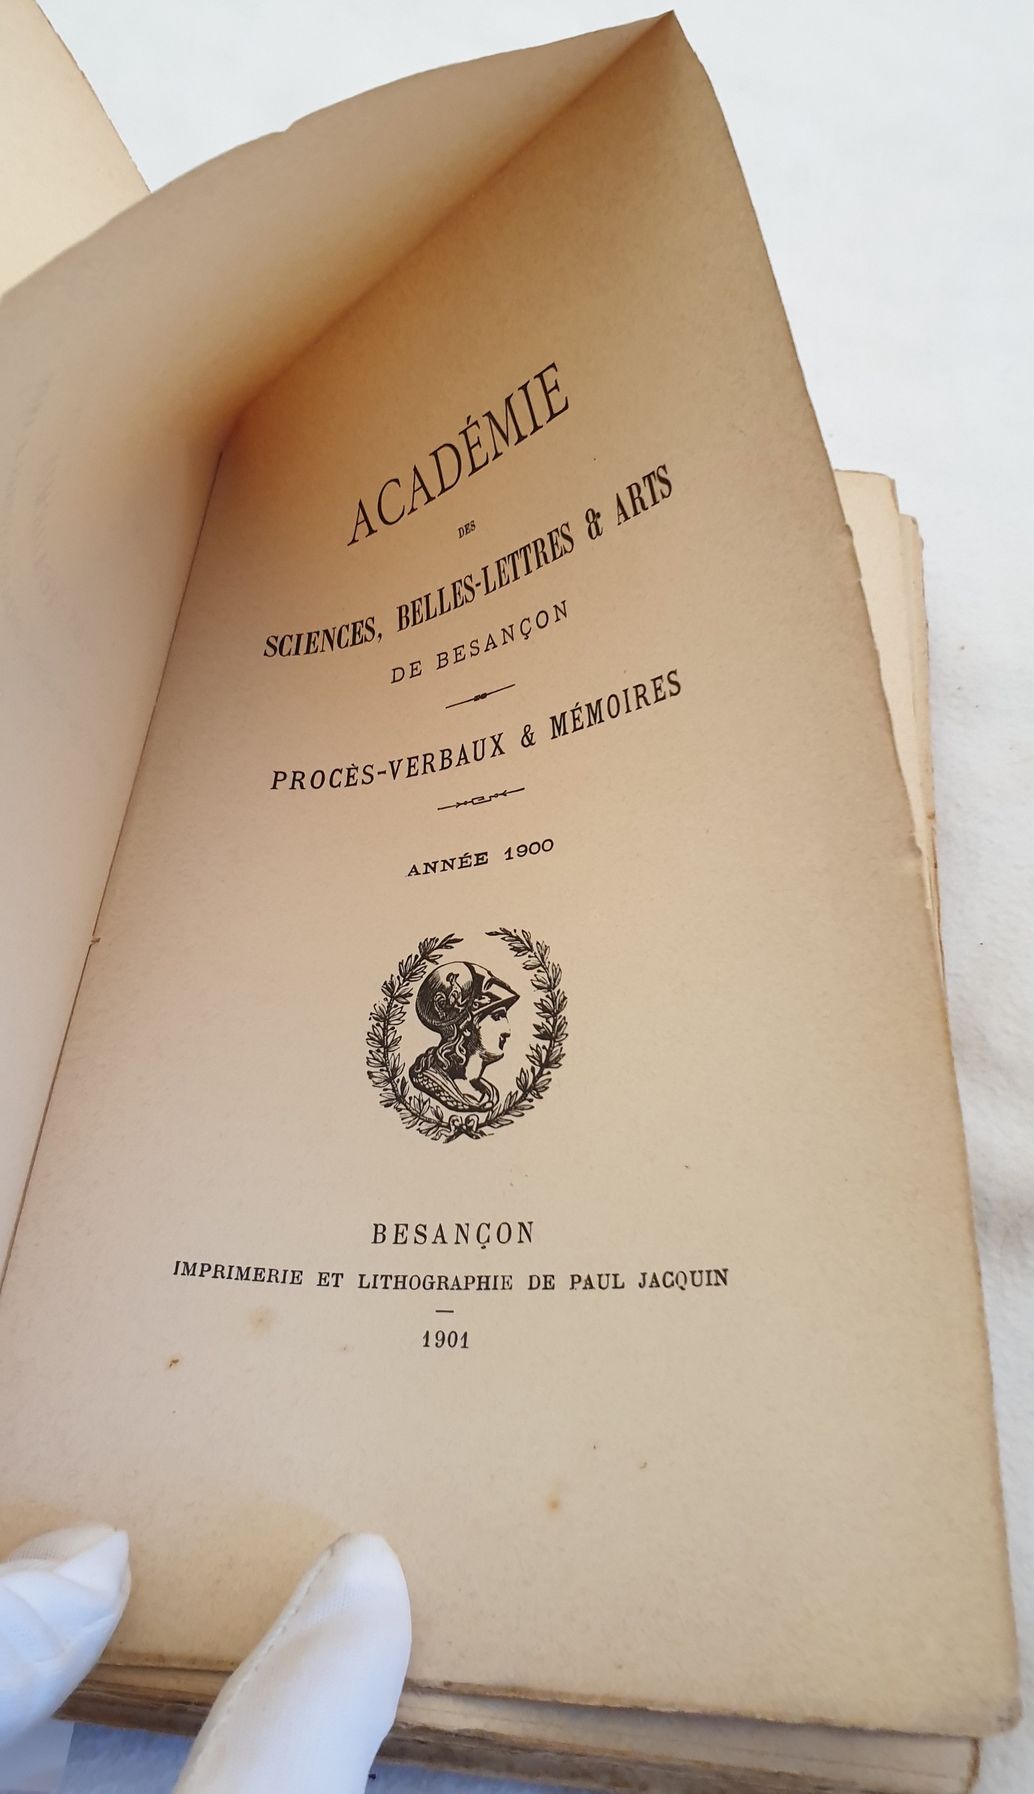 ACADÉMIE
DES
SCIENCES, BELLES-LETTRES & ARTS
DE BESANÇON
PROCÈS-VERBAUX & MÉMOIRES
ANNÉE 1900
BESANÇON
IMPRIMERIE ET LITHOGRAPHIE DE PAUL JACQUIN
1901